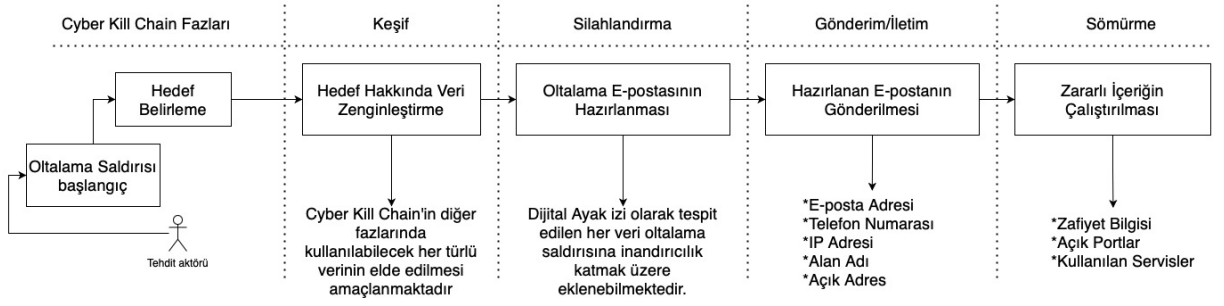 Cyber Kill Chain Fazları
Keşif
Silahlandırma
Gönderim/İletim
Sömürme
Hedef
Belirleme
Hedef Hakkında Veri
Zenginleştirme
Oltalama E-postasının
Hazırlanması
Hazırlanan E-postanın
Gönderilmesi
Zararlı İçeriğin
Çalıştırılması
Oltalama Saldırısı
başlangıç
Tehdit aktörü
Cyber Kill Chain'in diğer
fazlarında
kullanılabilecek her türlü
verinin elde edilmesi
amaçlanmaktadır
Dijital Ayak izi olarak tespit
edilen her veri oltalama
saldırısına inandırıcılık
katmak üzere
eklenebilmektedir.
*E-posta Adresi
*Telefon Numarası
*IP Adresi
*Alan Adı
*Açık Adres
*Zafiyet Bilgisi
*Açık Portlar
*Kullanılan Servisler